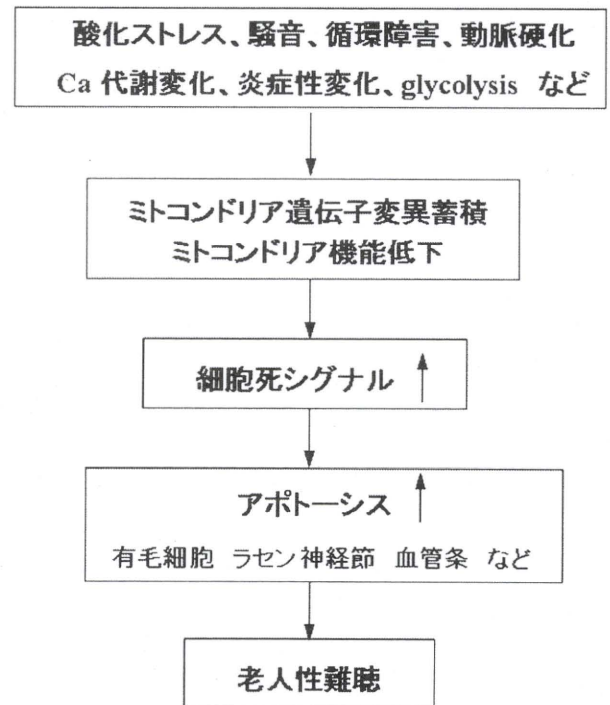 酸化ストレス、騒音、循環障害、動脈硬化
Ca 代謝変化、炎症性変化、glycolysis など
ミトコンドリア遺伝子変異蓄積
ミトコンドリア機能低下
細胞死シグナル ↑
アポトーシス ↑
有毛細胞 ラセン神経節 血管条 など
老人性難聴